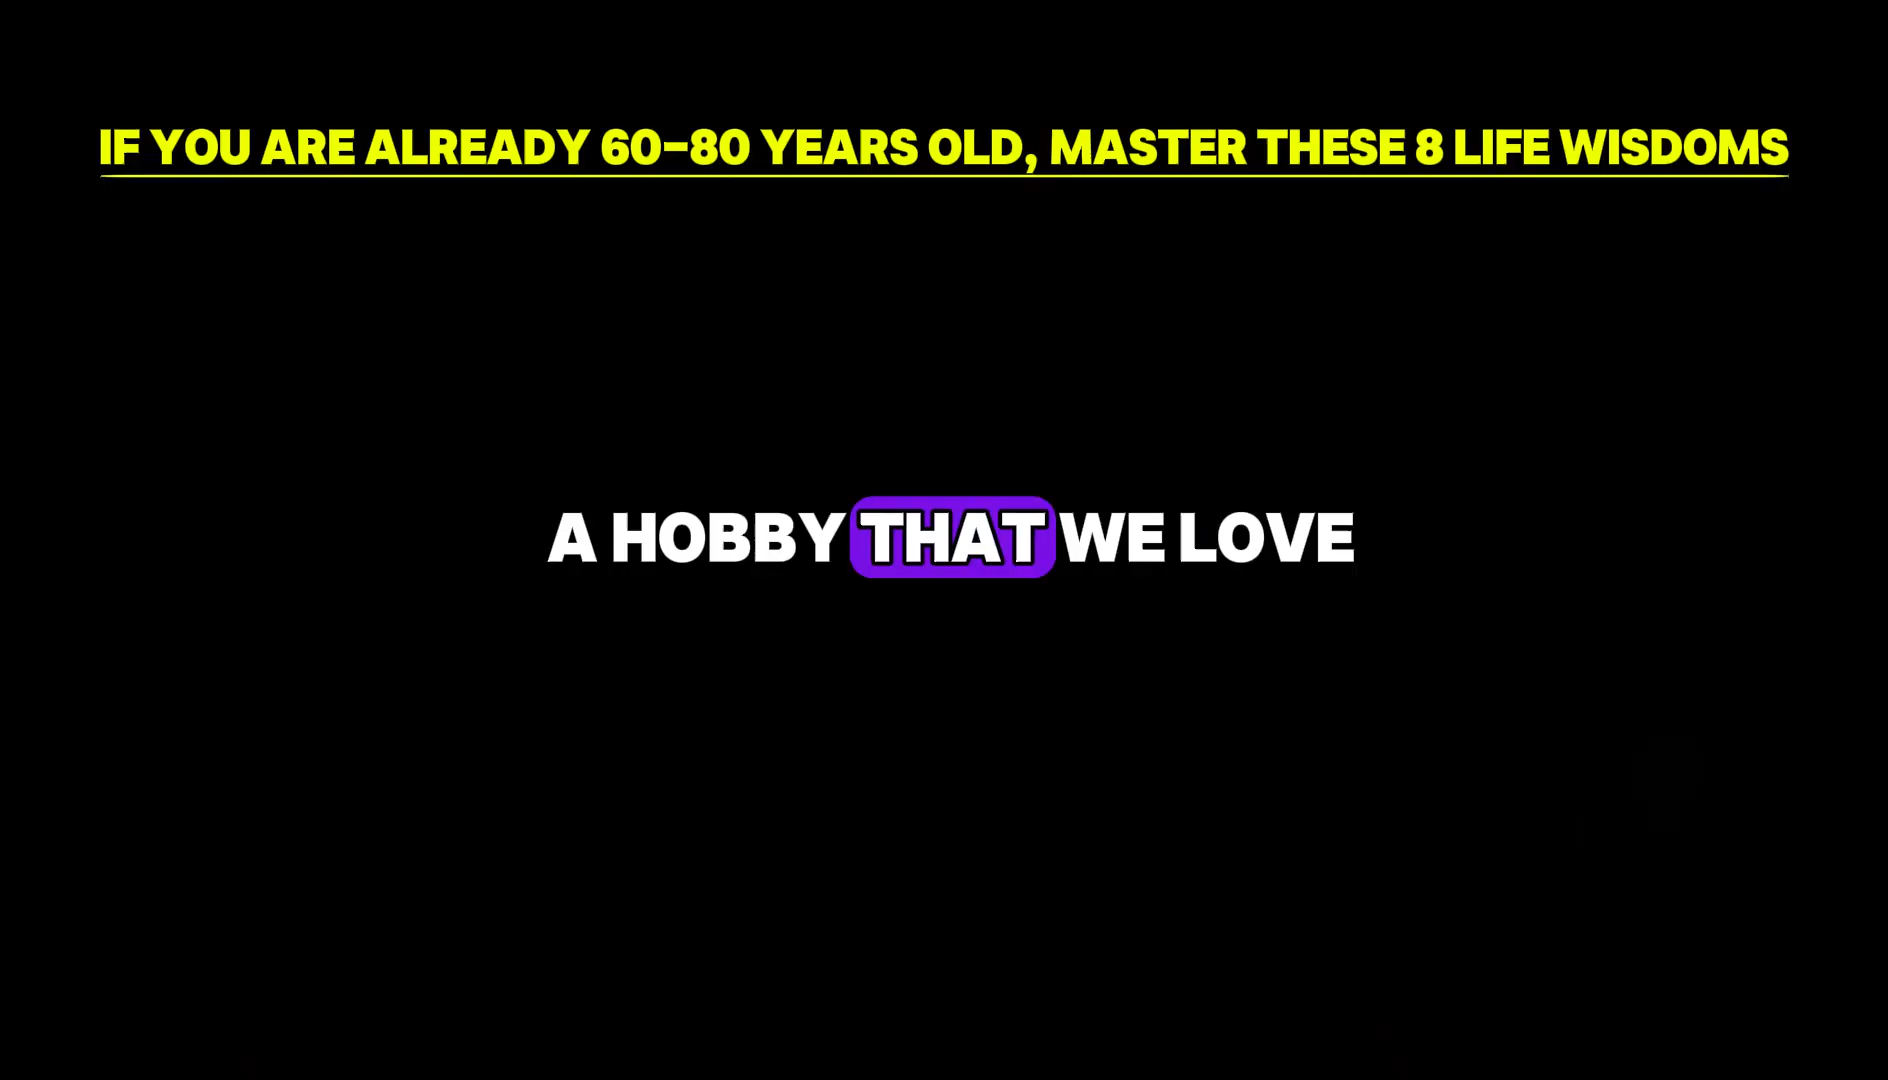 IF YOU ARE ALREADY 60-80 YEARS OLD, MASTER THESE 8 LIFE WISDOMS
A HOBBY THAT WE LOVE